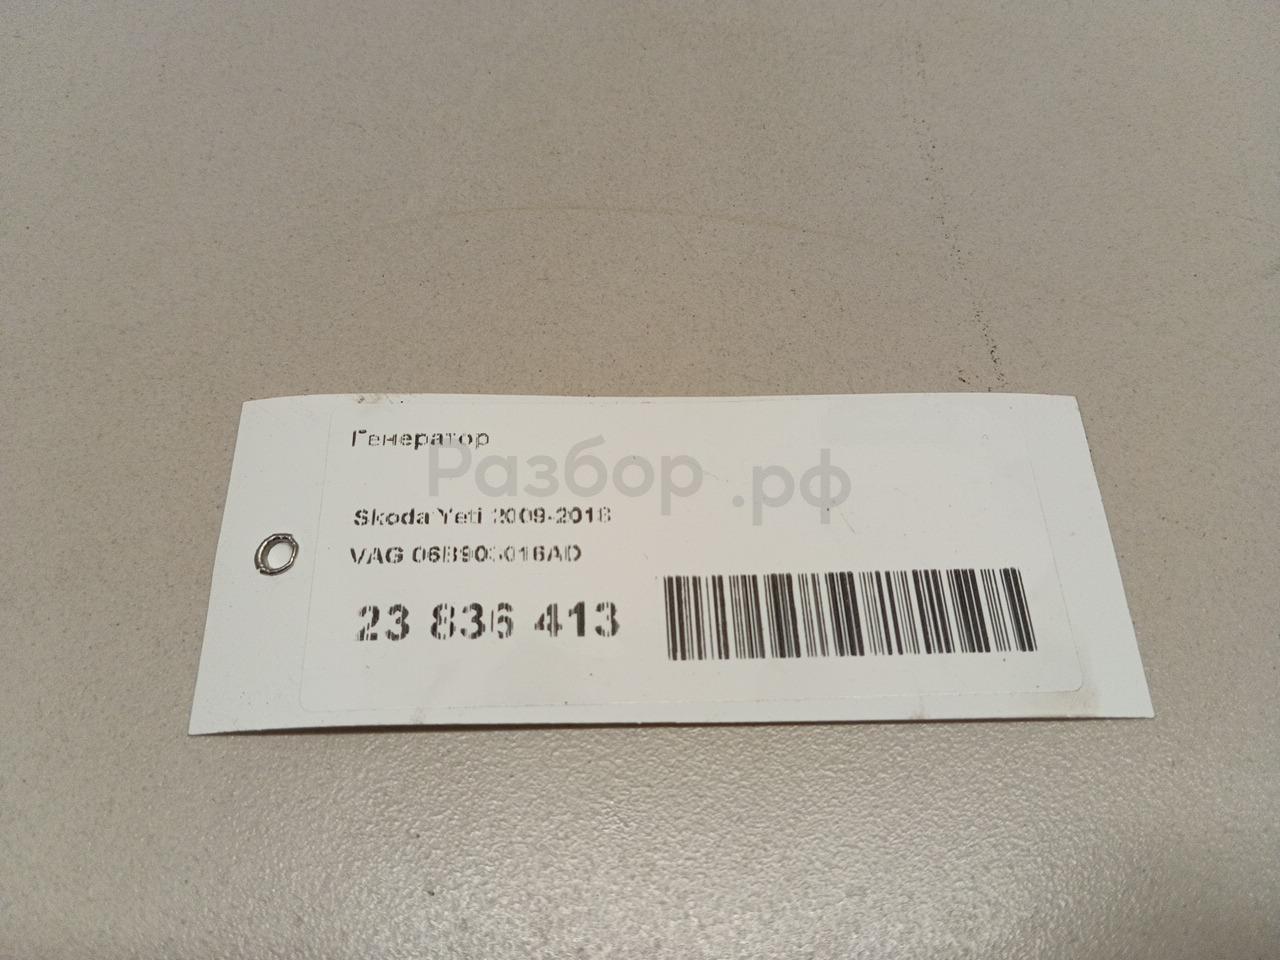 Генератор
Разбор.рф
Skoda Yeti 2009-2018
VAG 06B903016AD
23 836 413